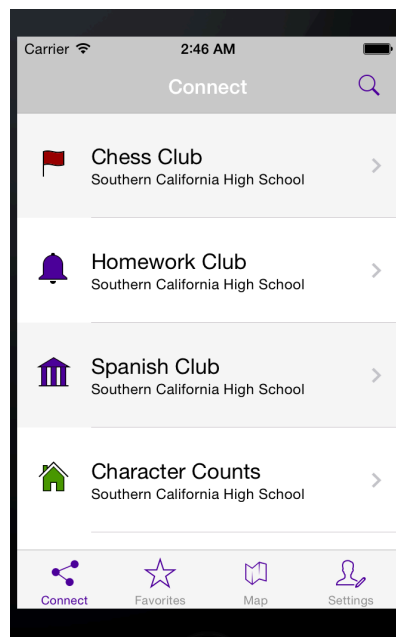 Carrier 2:46 AM
Connect
Chess Club
Southern California High School
Homework Club
Southern California High School
Spanish Club
Southern California High School
Character Counts
Southern California High School
Connect Favorites Map Settings